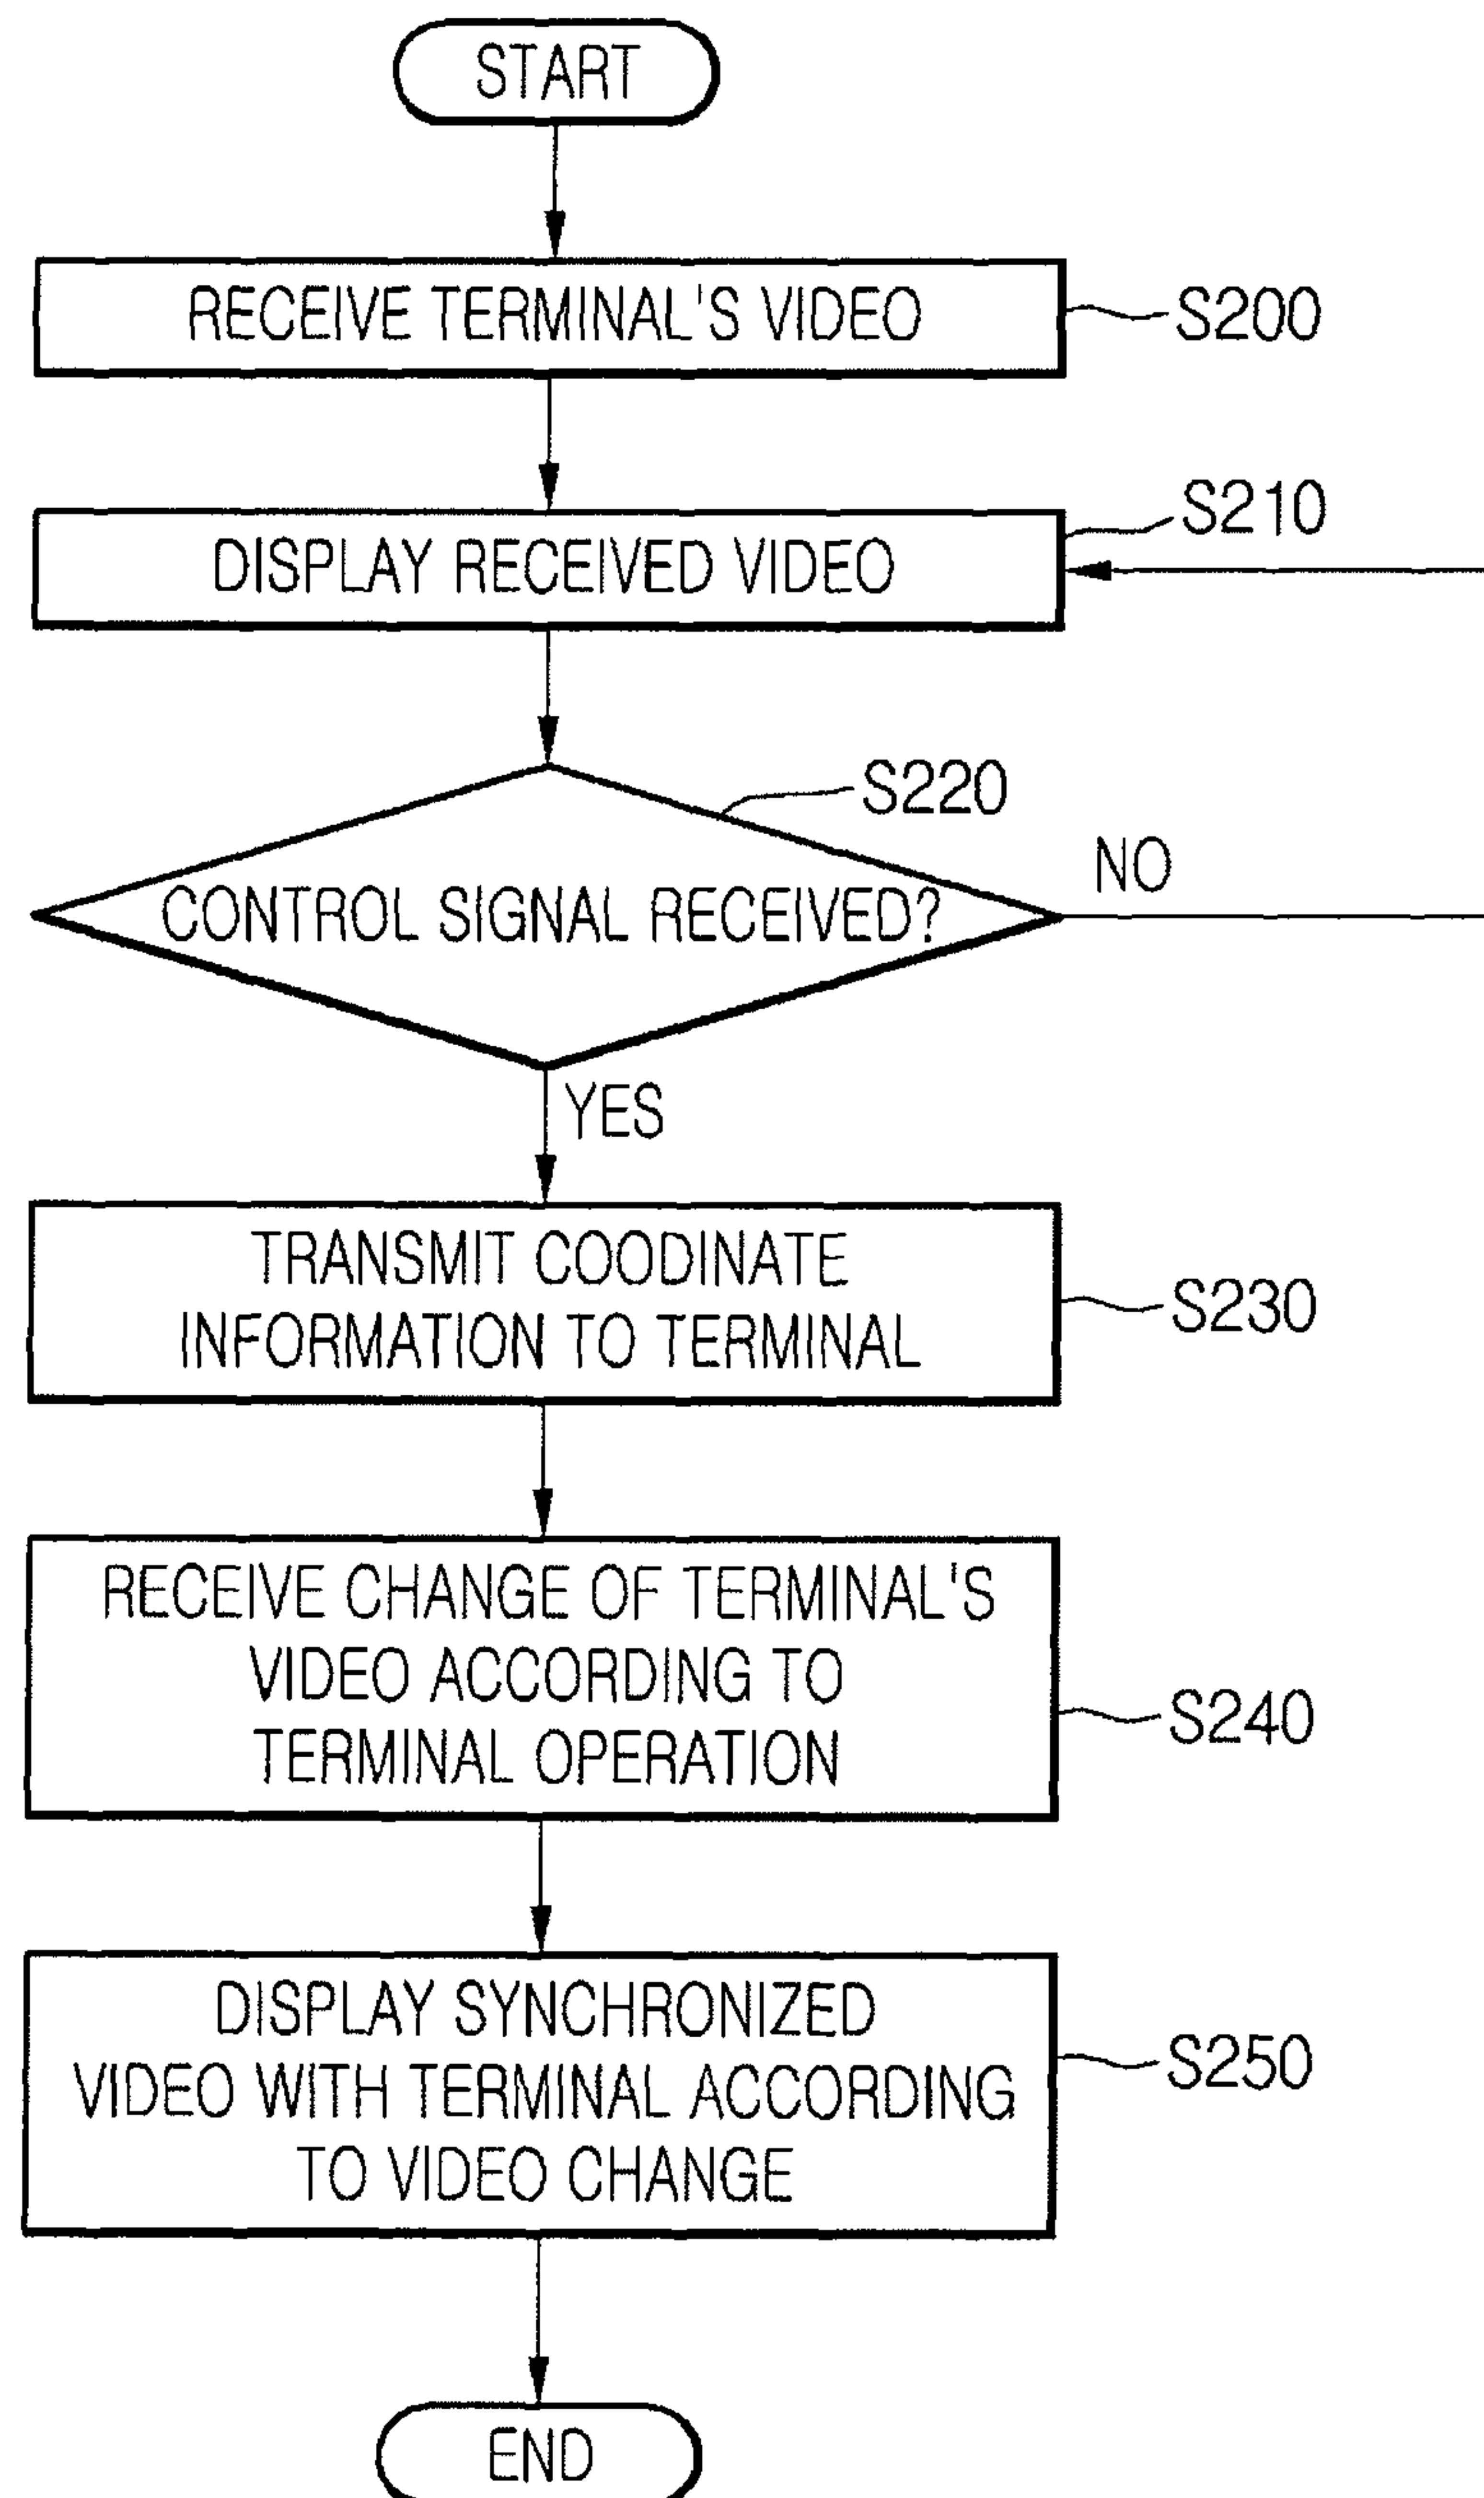 START
RECEIVE TERMINAL'S VIDEO
S200
S210
DISPLAY RECEIVED VIDEO
S220
NO
CONTROL SIGNAL RECEIVED?
YES
TRANSMIT COODINATE
INFORMATION TO TERMINAL
S230
RECEIVE CHANGE OF TERMINAL'S
VIDEO ACCORDING TO
TERMINAL OPERATION
S240
DISPLAY SYNCHRONIZED
VIDEO WITH TERMINAL ACCORDING
TO VIDEO CHANGE
S250
END